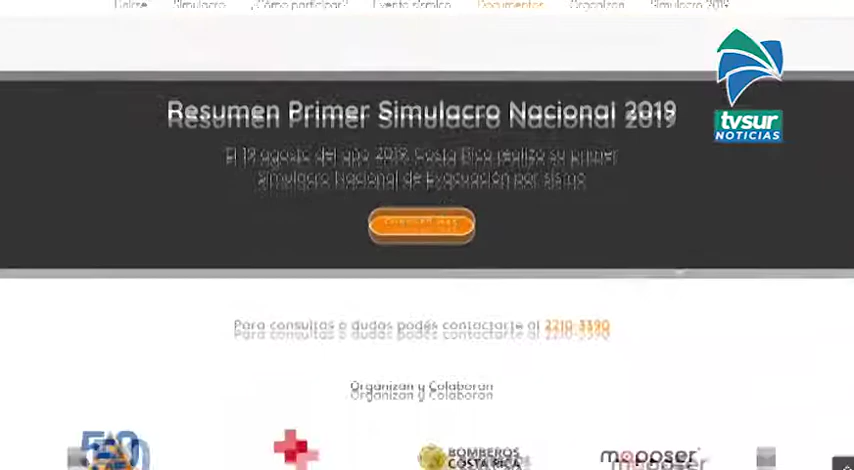 Simulacro ¿Cómo participar? Evento sísmico Documentos Organizan Simulacro 2019
tvsur
NOTICIAS
Resumen Primer Simulacro Nacional 2019
El 19 agosto del año 2019, Costa Rica realizó su primer
Simulacro Nacional de Evacuación por sismo
Para consultas o dudas podés contactarte al 2210-3390
Organizan y Colaboran
BOMBEROS
COSTA RICA